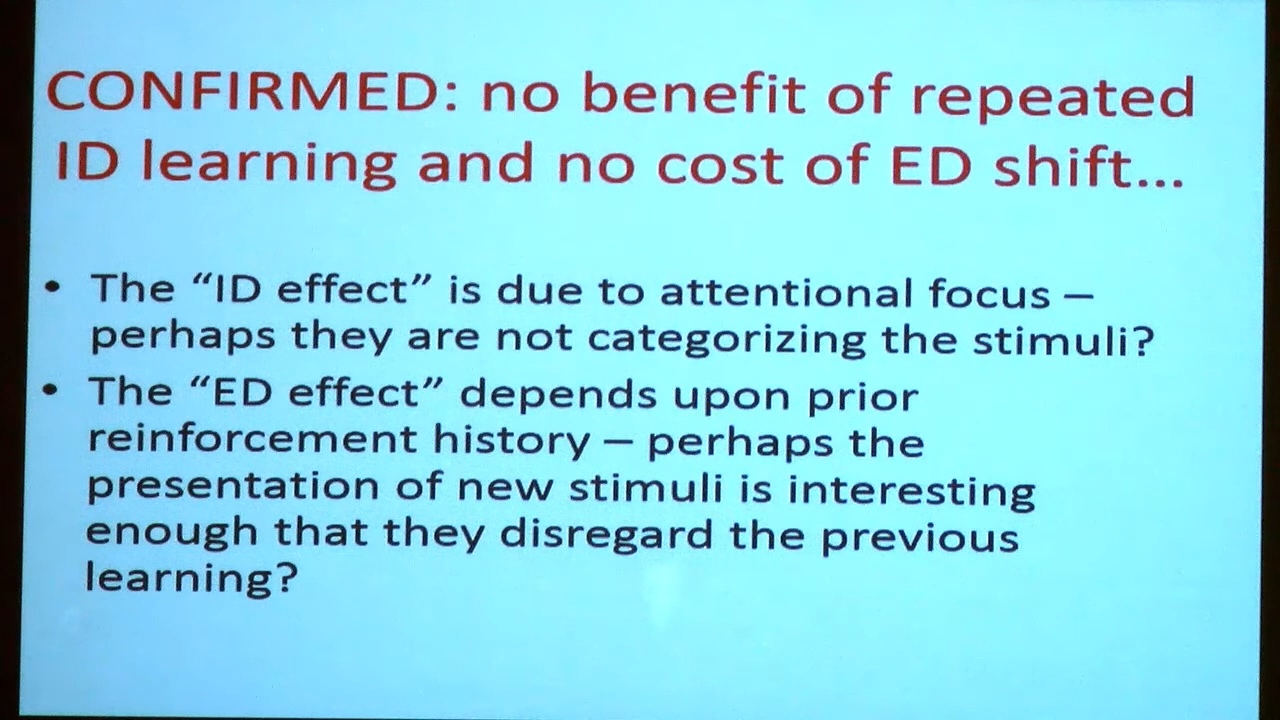 CONFIRMED: no benefit of repeated
ID learning and no cost of ED shift...
• The “ID effect” is due to attentional focus –
perhaps they are not categorizing the stimuli?
• The “ED effect” depends upon prior
reinforcement history – perhaps the
presentation of new stimuli is interesting
enough that they disregard the previous
learning?